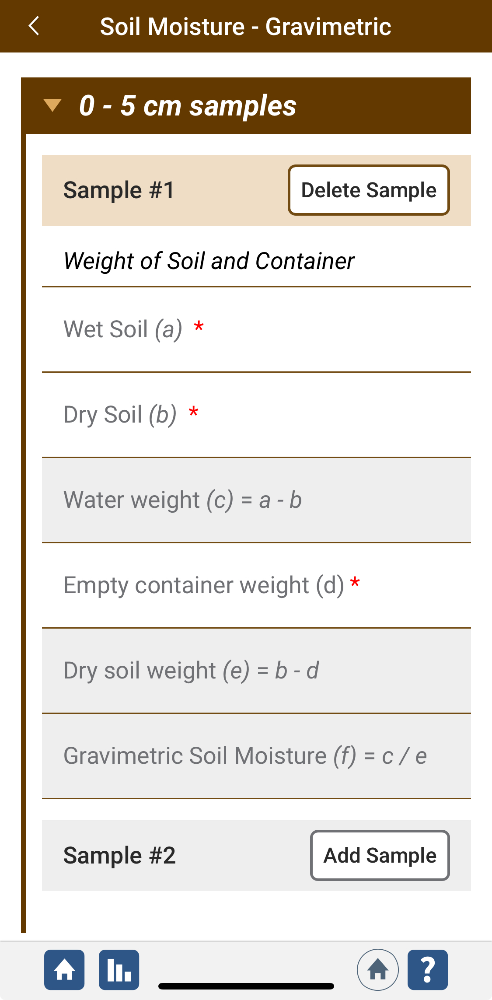 Soil Moisture - Gravimetric
0 - 5 cm samples
Sample #1
Delete Sample
Weight of Soil and Container
Wet Soil (a) *
Dry Soil (b) *
Water weight (c) = a - b
Empty container weight (d) *
Dry soil weight (e) = b - d
Gravimetric Soil Moisture (f) = c / e
Sample #2
Add Sample
?